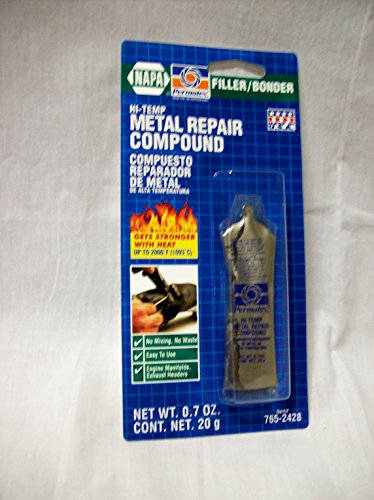 NAPA
Permatex
FILLER/BONDER
HI-TEMP
METAL REPAIR
COMPOUND
COMPUESTO
REPARADOR
DE METAL
DE ALTA TEMPERATURA
GETS STRONGER
WITH HEAT
UP TO 2000°F (1093°C)
No Mixing, No Waste
Easy To Use
Engine Manifolds,
Exhaust Headers
Permatex
HI-TEMP
METAL REPAIR
COMPOUND
NET WT. 0.7 OZ.
CONT. NET. 20 g
765-2428